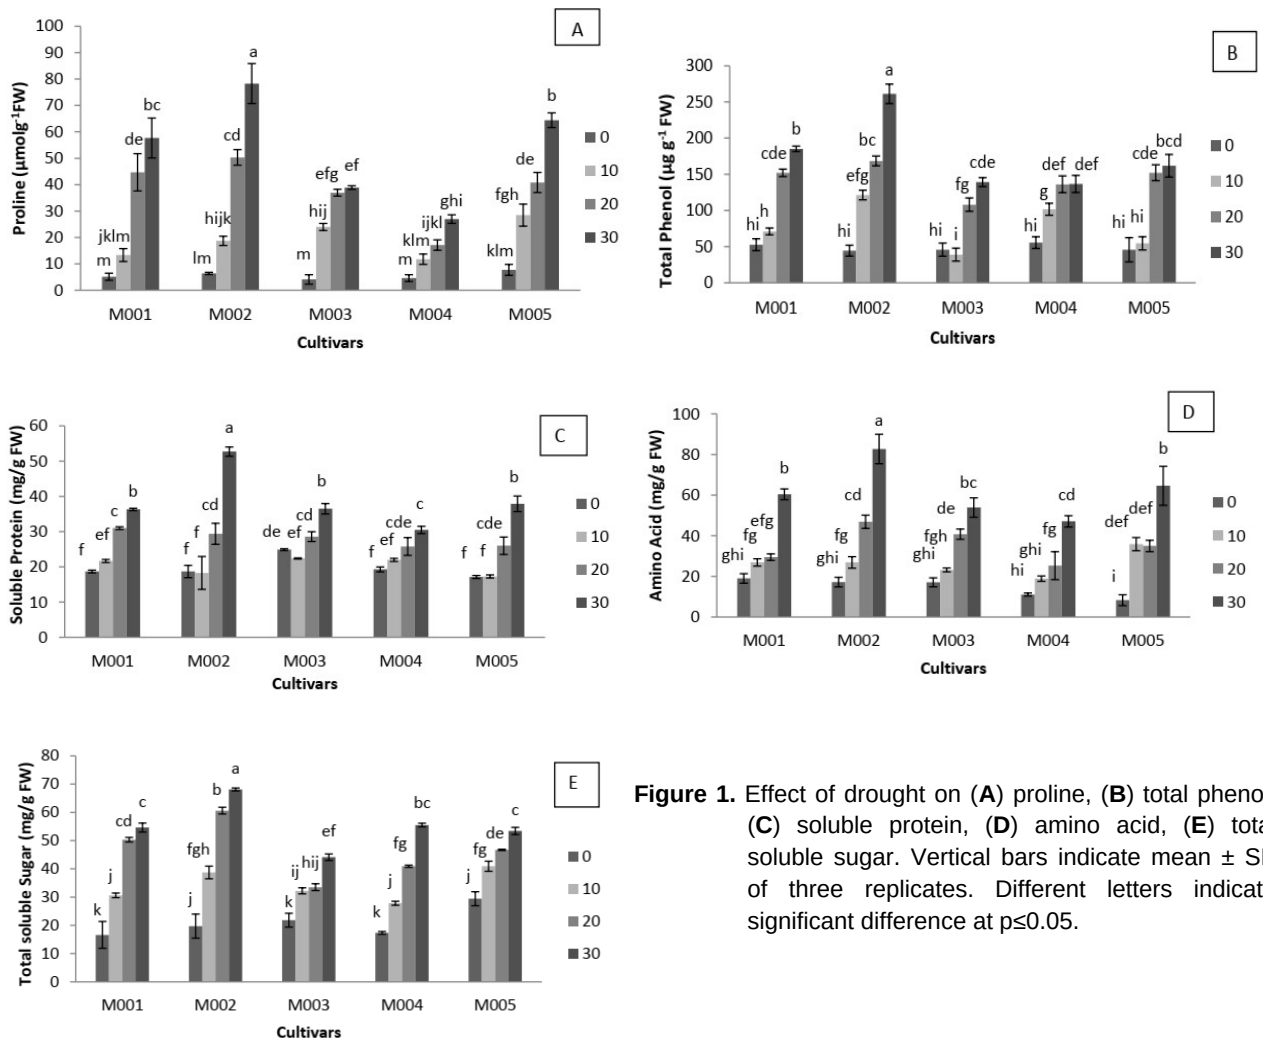 A
100
90
80
70
60
50
40
30
20
10
0
Proline (µmolg⁻¹FW)
m jklm de bc
lm hijk cd a
m hij efg ef
m klm ijkl ghi
klm fgh de b
M001 M002 M003 M004 M005
Cultivars
0
10
20
30
B
300
250
200
150
100
50
0
Total Phenol (µg g⁻¹ FW)
hi h cde b
hi efg bc a
hi i fg cde
hi g def def
hi hi cde bcd
M001 M002 M003 M004 M005
Cultivars
0
10
20
30
C
60
50
40
30
20
10
0
Soluble Protein (mg/g FW)
f ef c b
f f cd a
de ef cd b
f ef cde c
f f cde b
M001 M002 M003 M004 M005
Cultivars
0
10
20
30
D
100
80
60
40
20
0
Amino Acid (mg/g FW)
ghi fg efg b
ghi fg cd a
ghi fgh de bc
hi ghi fg cd
i def def b
M001 M002 M003 M004 M005
Cultivars
0
10
20
30
E
80
70
60
50
40
30
20
10
0
Total soluble Sugar (mg/g FW)
k j cd c
j fgh b a
k ij hij ef
k j fg bc
j fg de c
M001 M002 M003 M004 M005
Cultivars
0
10
20
30
Figure 1. Effect of drought on (A) proline, (B) total pheno
(C) soluble protein, (D) amino acid, (E) tota
soluble sugar. Vertical bars indicate mean ± S
of three replicates. Different letters indicat
significant difference at p≤0.05.